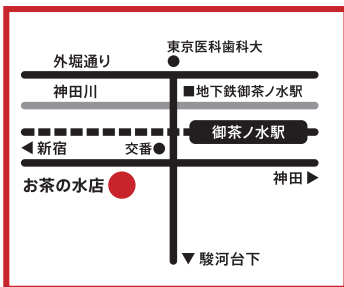 東京医科歯科大
外堀通り
神田川
■地下鉄御茶ノ水駅
御茶ノ水駅
◀新宿
交番
神田▶
お茶の水店
▼駿河台下